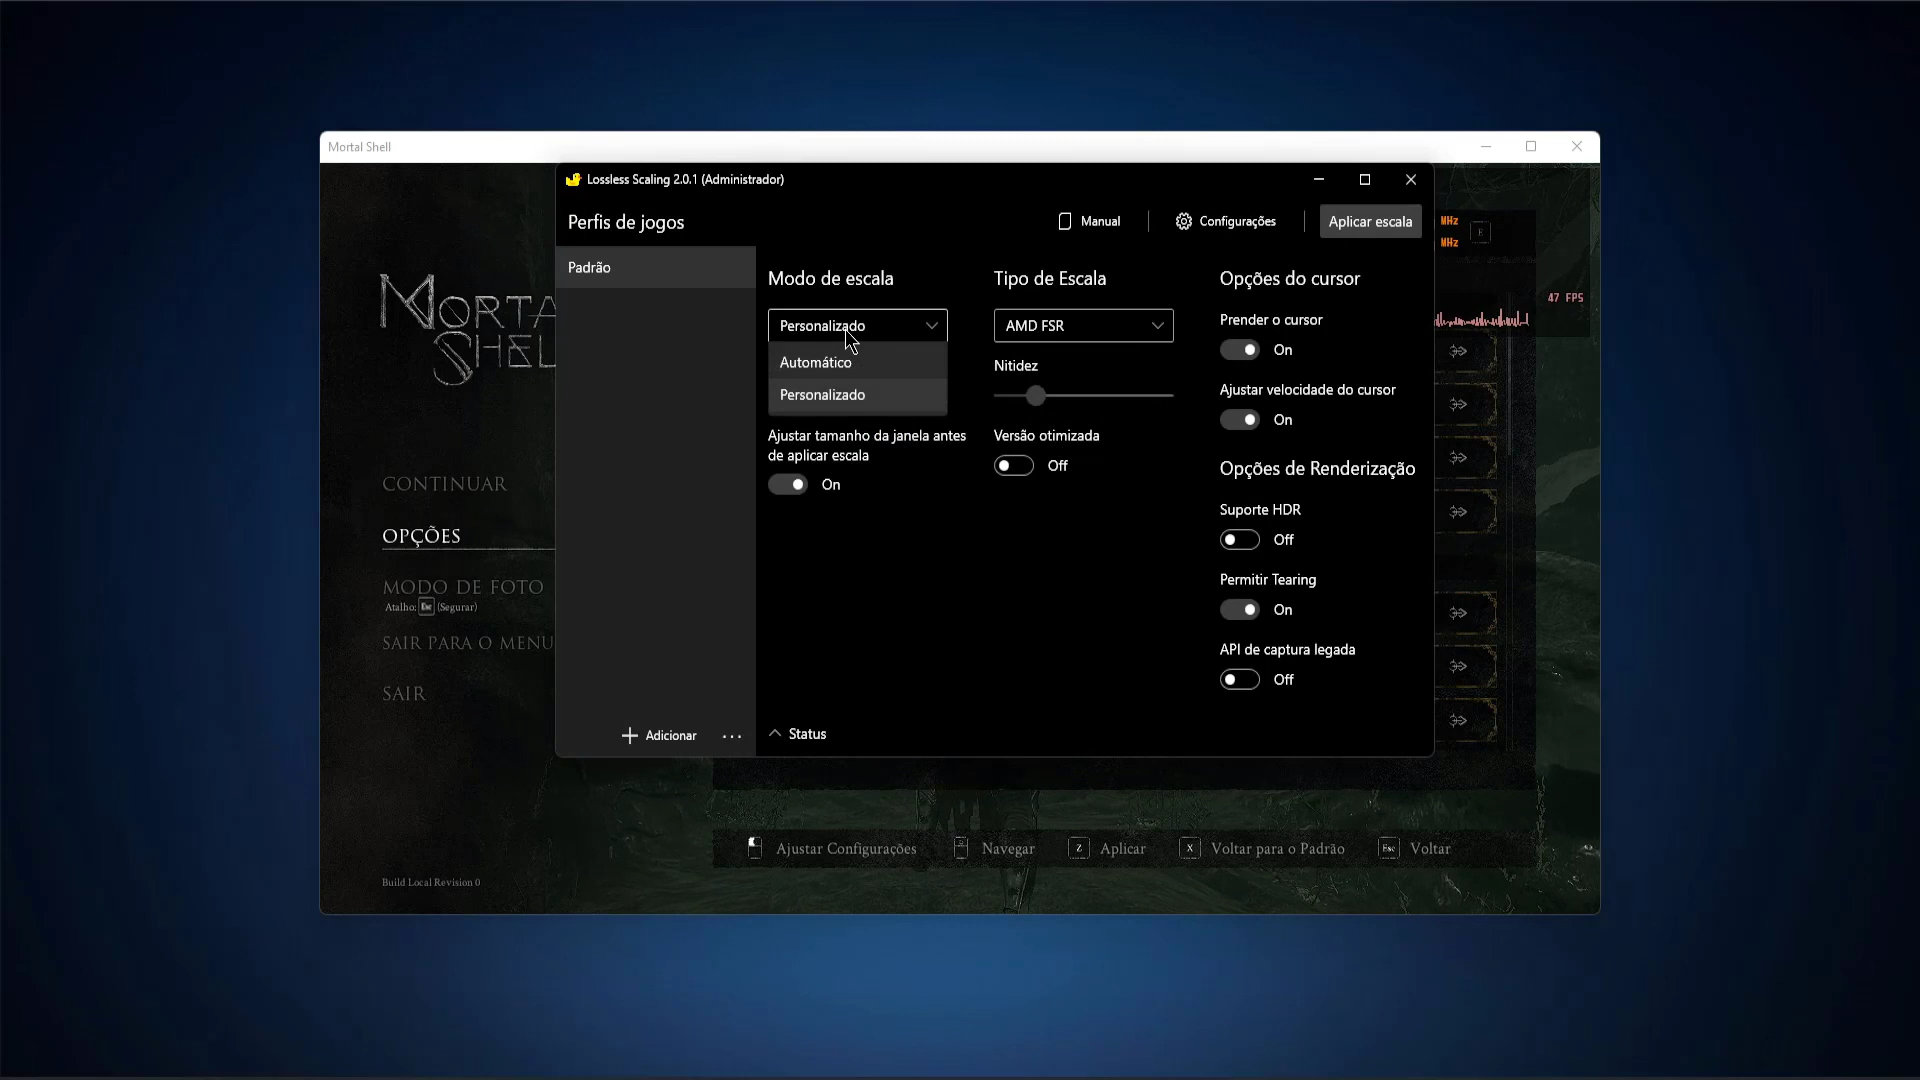 Mortal Shell
Lossless Scaling 2.0.1 (Administrador)
Perfis de jogos
Manual
Configurações
Aplicar escala
Padrão
Modo de escala
Personalizado
Automático
Personalizado
Ajustar tamanho da janela antes
de aplicar escala
On
Tipo de Escala
AMD FSR
Nitidez
Versão otimizada
Off
Opções do cursor
Prender o cursor
On
Ajustar velocidade do cursor
On
Opções de Renderização
Suporte HDR
Off
Permitir Tearing
On
API de captura legada
Off
Adicionar
Status
MHz
MHz
E
47 FPS
MORTA
SHEL
CONTINUAR
OPÇÕES
MODO DE FOTO
Atalho: Esc (Segurar)
SAIR PARA O MENU
SAIR
Ajustar Configurações
Navegar
Z Aplicar
X Voltar para o Padrão
Esc Voltar
Build Local Revision 0